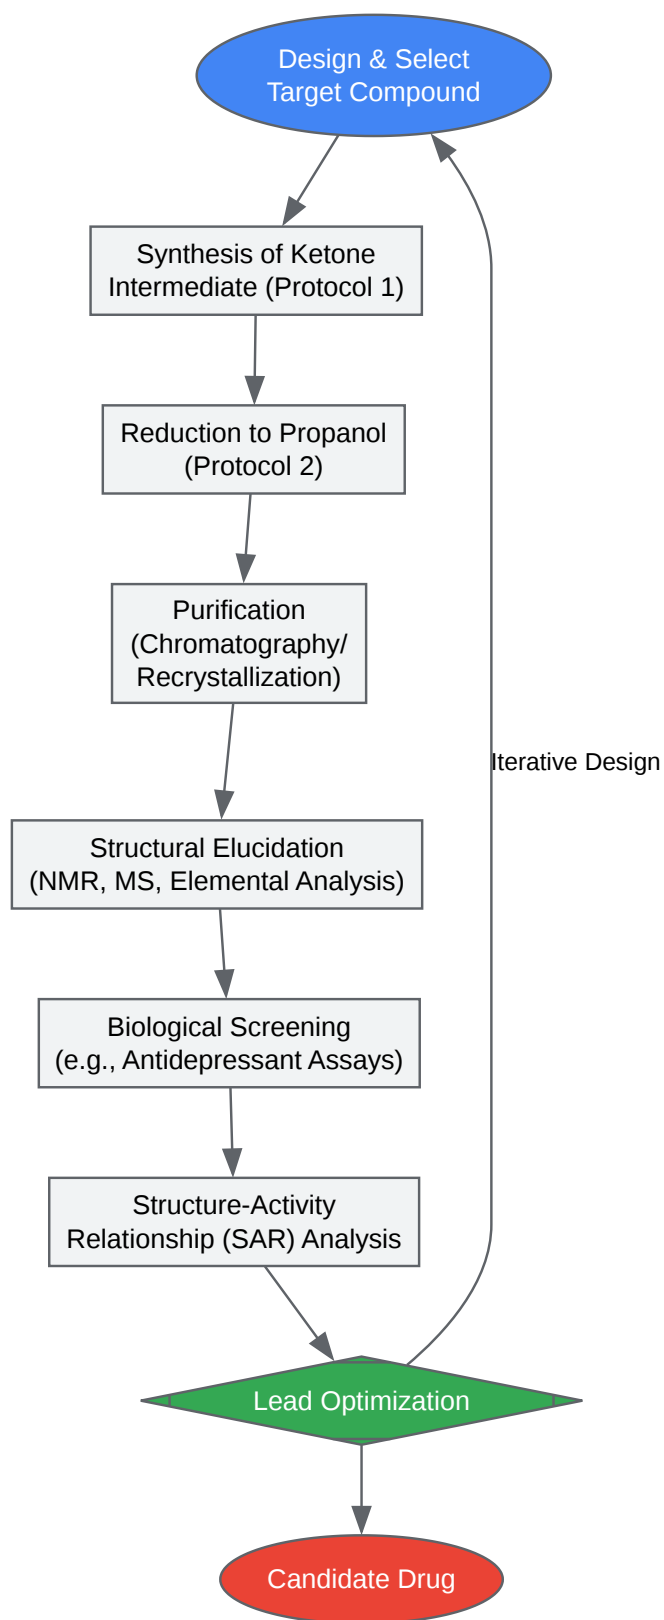 Design & Select
Target Compound
Synthesis of Ketone
Intermediate (Protocol 1)
Reduction to Propanol
(Protocol 2)
Purification
(Chromatography/
Recrystallization)
Iterative Design
Structural Elucidation
(NMR, MS, Elemental Analysis)
Biological Screening
(e.g., Antidepressant Assays)
Structure-Activity
Relationship (SAR) Analysis
Lead Optimization
Candidate Drug